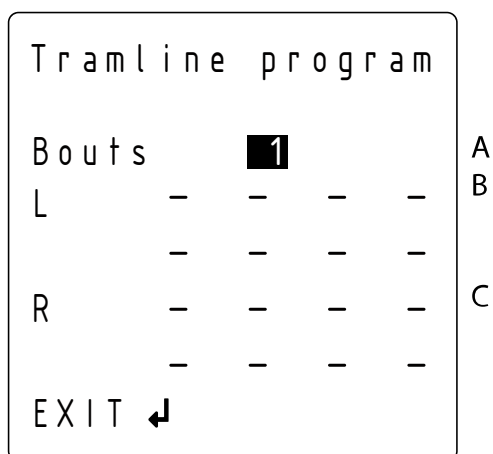 Tramline program
Bouts 1 A
L - - - - B
- - - -
R - - - - C
- - - -
EXIT ↲